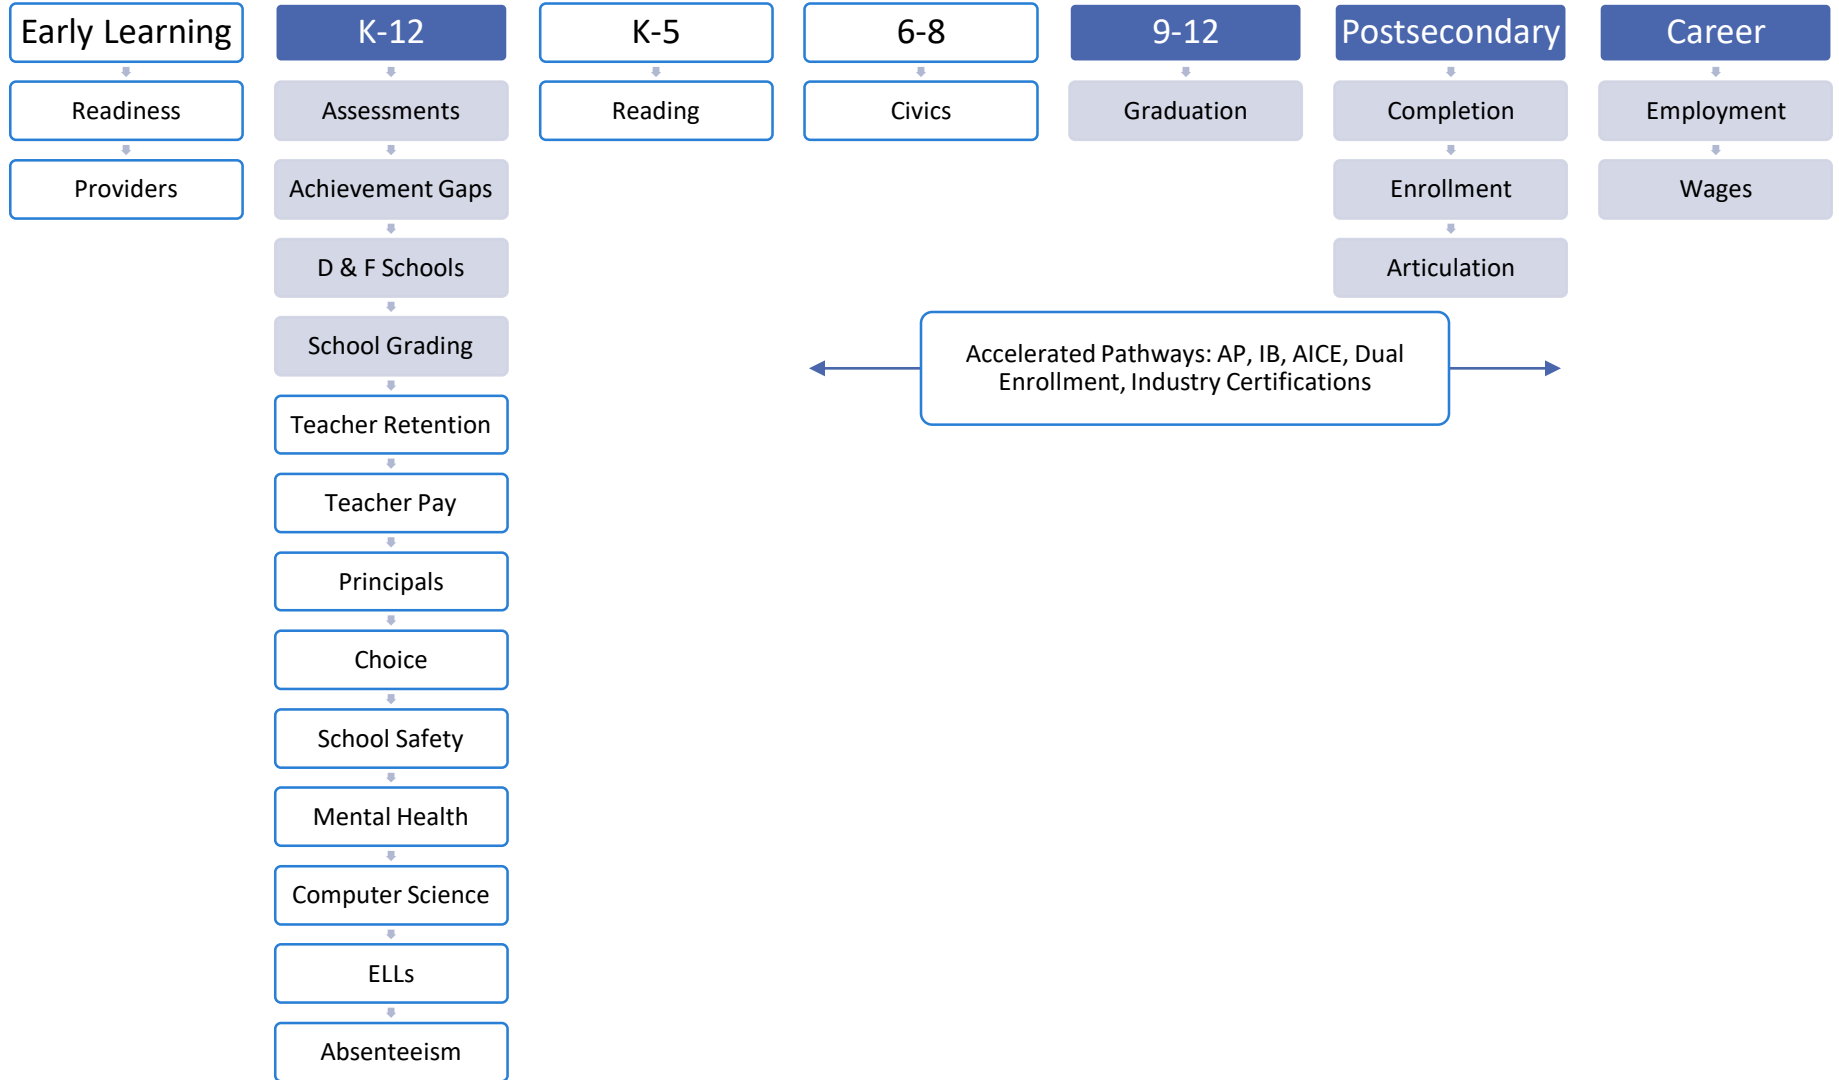 Early Learning
Readiness
Providers
K-12
Assessments
Achievement Gaps
D & F Schools
School Grading
Teacher Retention
Teacher Pay
Principals
Choice
School Safety
Mental Health
Computer Science
ELLs
Absenteeism
K-5
Reading
6-8
Civics
9-12
Graduation
Postsecondary
Completion
Enrollment
Articulation
Career
Employment
Wages
Accelerated Pathways: AP, IB, AICE, Dual
Enrollment, Industry Certifications